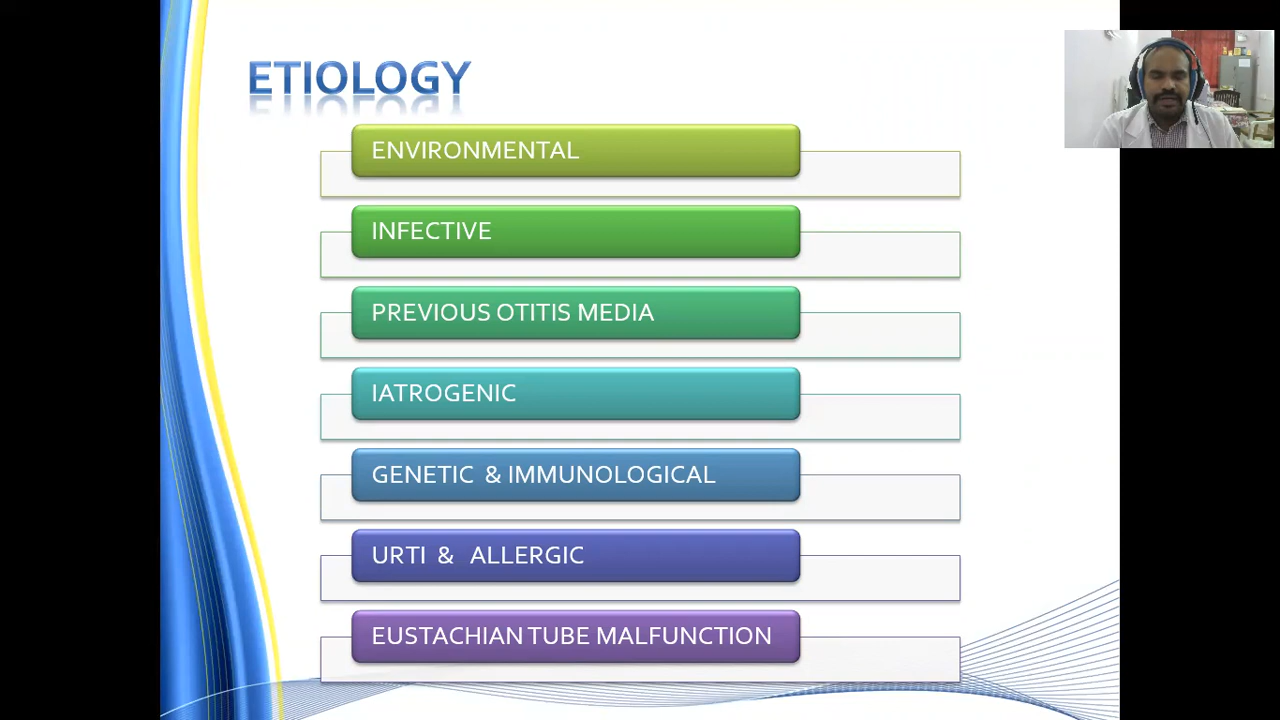 ETIOLOGY
ENVIRONMENTAL
INFECTIVE
PREVIOUS OTITIS MEDIA
IATROGENIC
GENETIC & IMMUNOLOGICAL
URTI & ALLERGIC
EUSTACHIAN TUBE MALFUNCTION